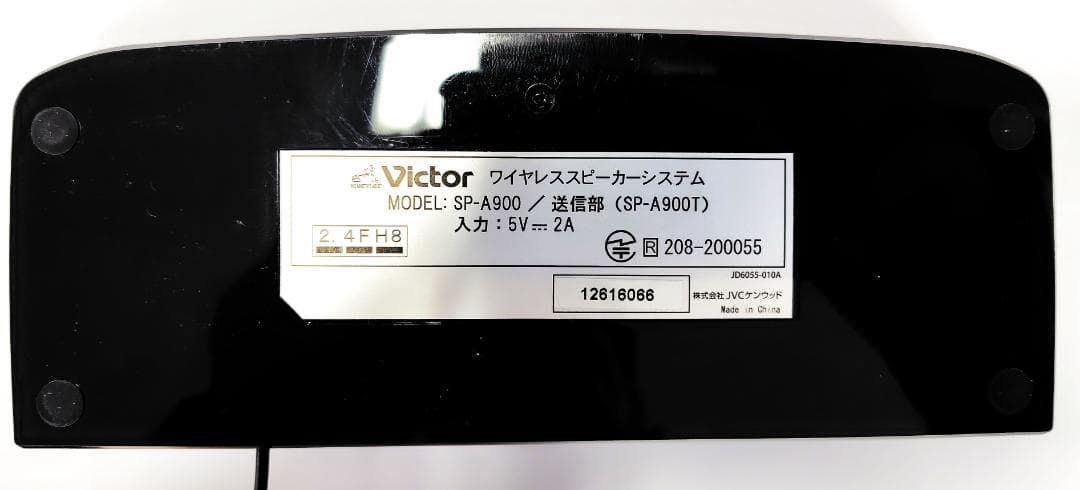 Victor ワイヤレススピーカーシステム
MODEL: SP-A900 / 送信部 (SP-A900T)
入力 : 5V⎓2A
2.4FH8
R 208-200055
JD6055-010A
12616066
株式会社 JVCケンウッド
Made in China